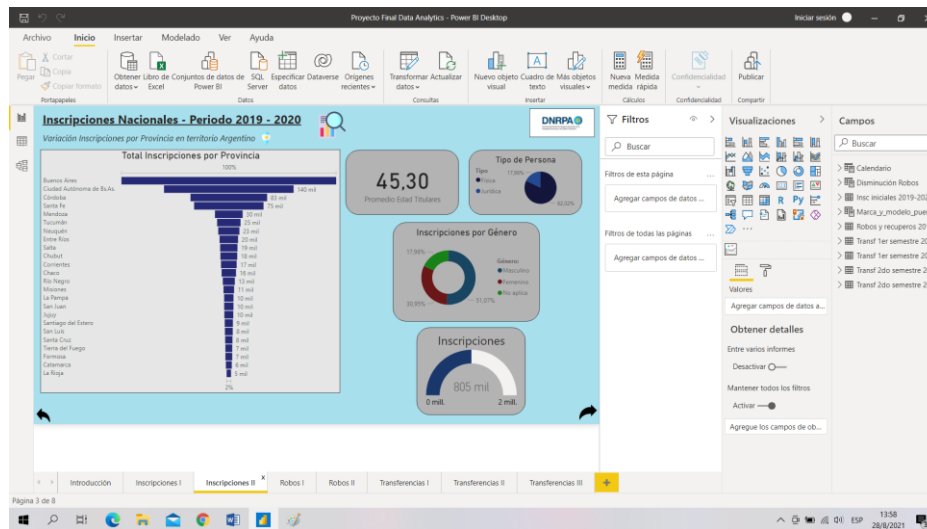 Proyecto Final Data Analytics - Power BI Desktop
Iniciar sesión
Archivo Inicio Insertar Modelado Ver Ayuda
Pegar
Cortar
Copiar
Copiar formato
Obtener datos
Libro de Excel
Conjuntos de datos de Power BI
SQL Server
Especificar datos
Dataverse
Orígenes recientes
Transformar datos
Actualizar
Nuevo objeto visual
Cuadro de texto
Más objetos visuales
Nueva medida
Medida rápida
Confidencialidad
Publicar
Portapapeles Datos Consultas Insertar Cálculos Confidencialidad Compartir
Inscripciones Nacionales - Periodo 2019 - 2020
Variación Inscripciones por Provincia en territorio Argentino
DNRPA
Total Inscripciones por Provincia
100%
Buenos Aires
Ciudad Autónoma de Bs.As. 140 mil
Córdoba 83 mil
Santa Fe 75 mil
Mendoza 30 mil
Tucumán 25 mil
Neuquén 23 mil
Entre Ríos 20 mil
Salta 19 mil
Chubut 18 mil
Corrientes 17 mil
Chaco 16 mil
Río Negro 13 mil
Misiones 11 mil
La Pampa 10 mil
San Juan 10 mil
Jujuy 10 mil
Santiago del Estero 9 mil
San Luis 8 mil
Santa Cruz 8 mil
Tierra del Fuego 7 mil
Formosa 7 mil
Catamarca 6 mil
La Rioja 5 mil
2%
45,30
Promedio Edad Titulares
Tipo de Persona
Tipo
Física
Jurídica
Inscripciones por Género
Género:
Masculino
Femenino
No aplica
51,07%
Inscripciones
805 mil
0 mill. 2 mill.
Filtros
Buscar
Filtros de esta página ...
Agregar campos de datos ...
Filtros de todas las páginas ...
Agregar campos de datos ...
Visualizaciones
Valores
Agregar campos de datos a...
Obtener detalles
Entre varios informes
Desactivar
Mantener todos los filtros
Activar
Agregue los campos de ob...
Campos
Buscar
Calendario
Disminución Robos
Insc iniciales 2019-202
Marca_y_modelo_pue
Robos y recuperos 20
Transf 1er semestre 20
Transf 1er semestre 20
Transf 2do semestre 2
Transf 2do semestre 2
Introducción Inscripciones I Inscripciones II Robos I Robos II Transferencias I Transferencias II Transferencias III
Página 3 de 8
ESP
13:58
28/8/2021